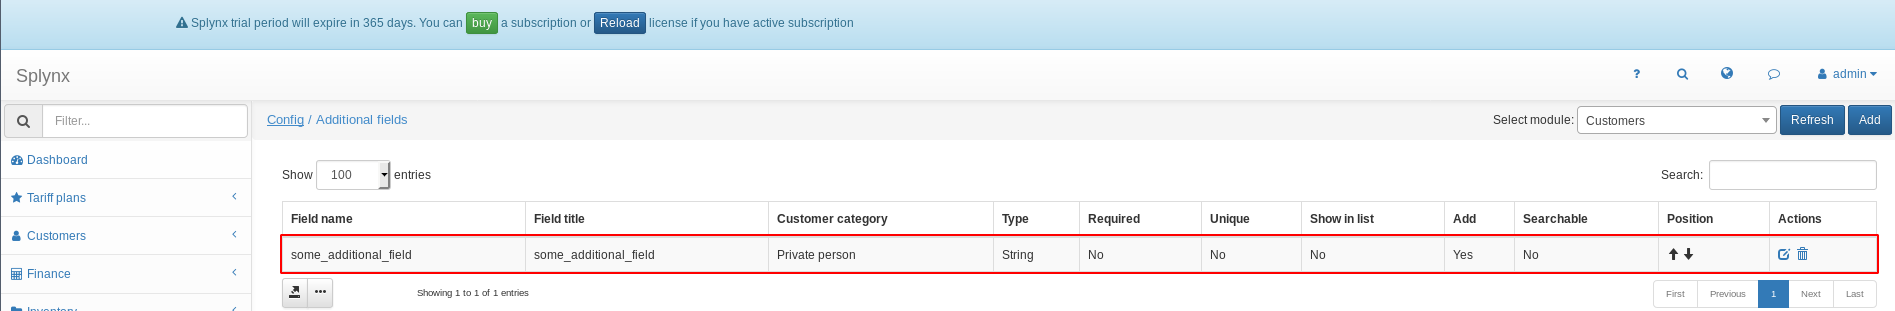 Splynx trial period will expire in 365 days. You can buy a subscription or Reload license if you have active subscription
Splynx
? admin
Filter...
Config / Additional fields
Select module: Customers Refresh Add
Dashboard
Tariff plans
Customers
Finance
Inventory
Show 100 entries
Search:
Field name Field title Customer category Type Required Unique Show in list Add Searchable Position Actions
some_additional_field some_additional_field Private person String No No No Yes No
Showing 1 to 1 of 1 entries
First Previous 1 Next Last